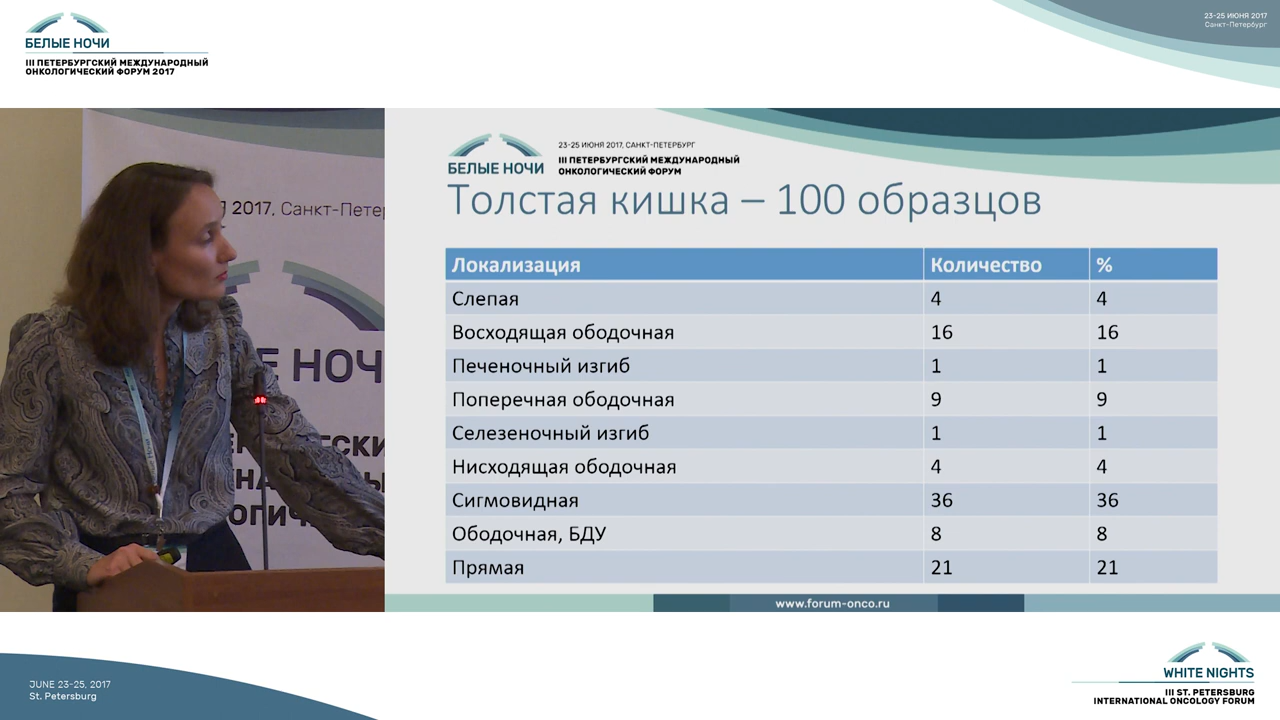 БЕЛЫЕ НОЧИ
III ПЕТЕРБУРГСКИЙ МЕЖДУНАРОДНЫЙ
ОНКОЛОГИЧЕСКИЙ ФОРУМ 2017
23-25 ИЮНЯ 2017
Санкт-Петербург
2017, Санкт-Петер
НОЧ
23-25 ИЮНЯ 2017, САНКТ-ПЕТЕРБУРГ
БЕЛЫЕ НОЧИ
III ПЕТЕРБУРГСКИЙ МЕЖДУНАРОДНЫЙ
ОНКОЛОГИЧЕСКИЙ ФОРУМ
Толстая кишка – 100 образцов
Локализация Количество %
Слепая 4 4
Восходящая ободочная 16 16
Печеночный изгиб 1 1
Поперечная ободочная 9 9
Селезеночный изгиб 1 1
Нисходящая ободочная 4 4
Сигмовидная 36 36
Ободочная, БДУ 8 8
Прямая 21 21
www.forum-onco.ru
JUNE 23-25, 2017
St. Petersburg
WHITE NIGHTS
III ST. PETERSBURG
INTERNATIONAL ONCOLOGY FORUM